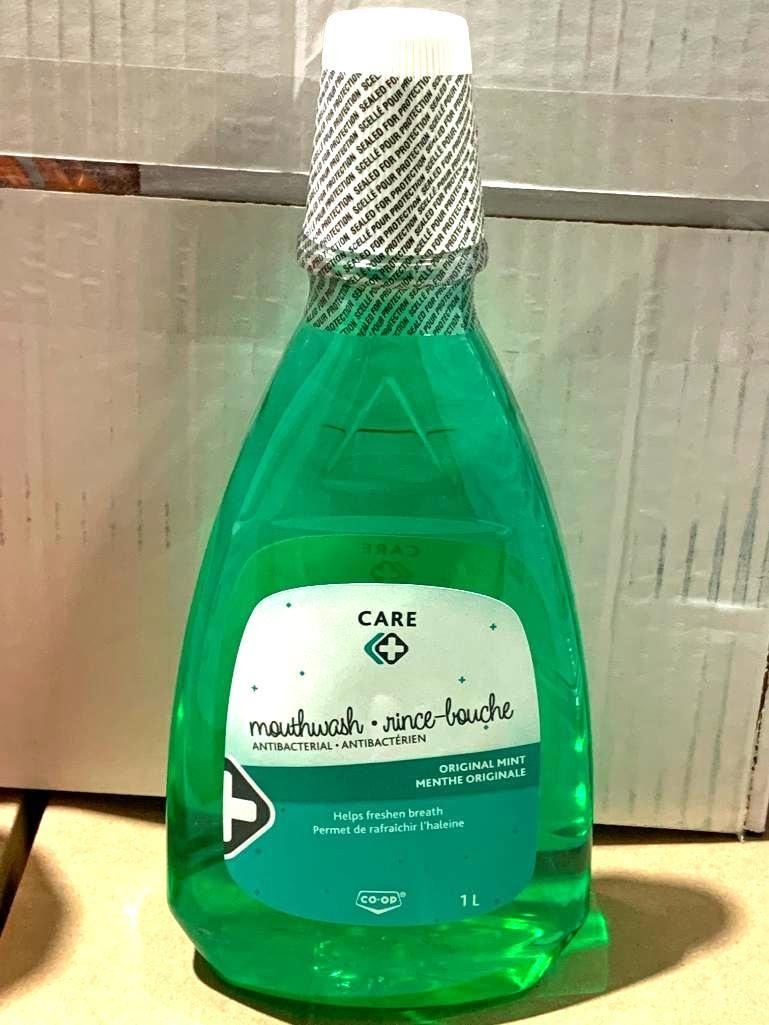 SEALED FOR PROTECTION SCELLÉ POUR PROTECTION
CARE
mouthwash • rince-bouche
ANTIBACTERIAL • ANTIBACTÉRIEN
ORIGINAL MINT
MENTHE ORIGINALE
Helps freshen breath
Permet de rafraîchir l'haleine
CO-OP®
1 L